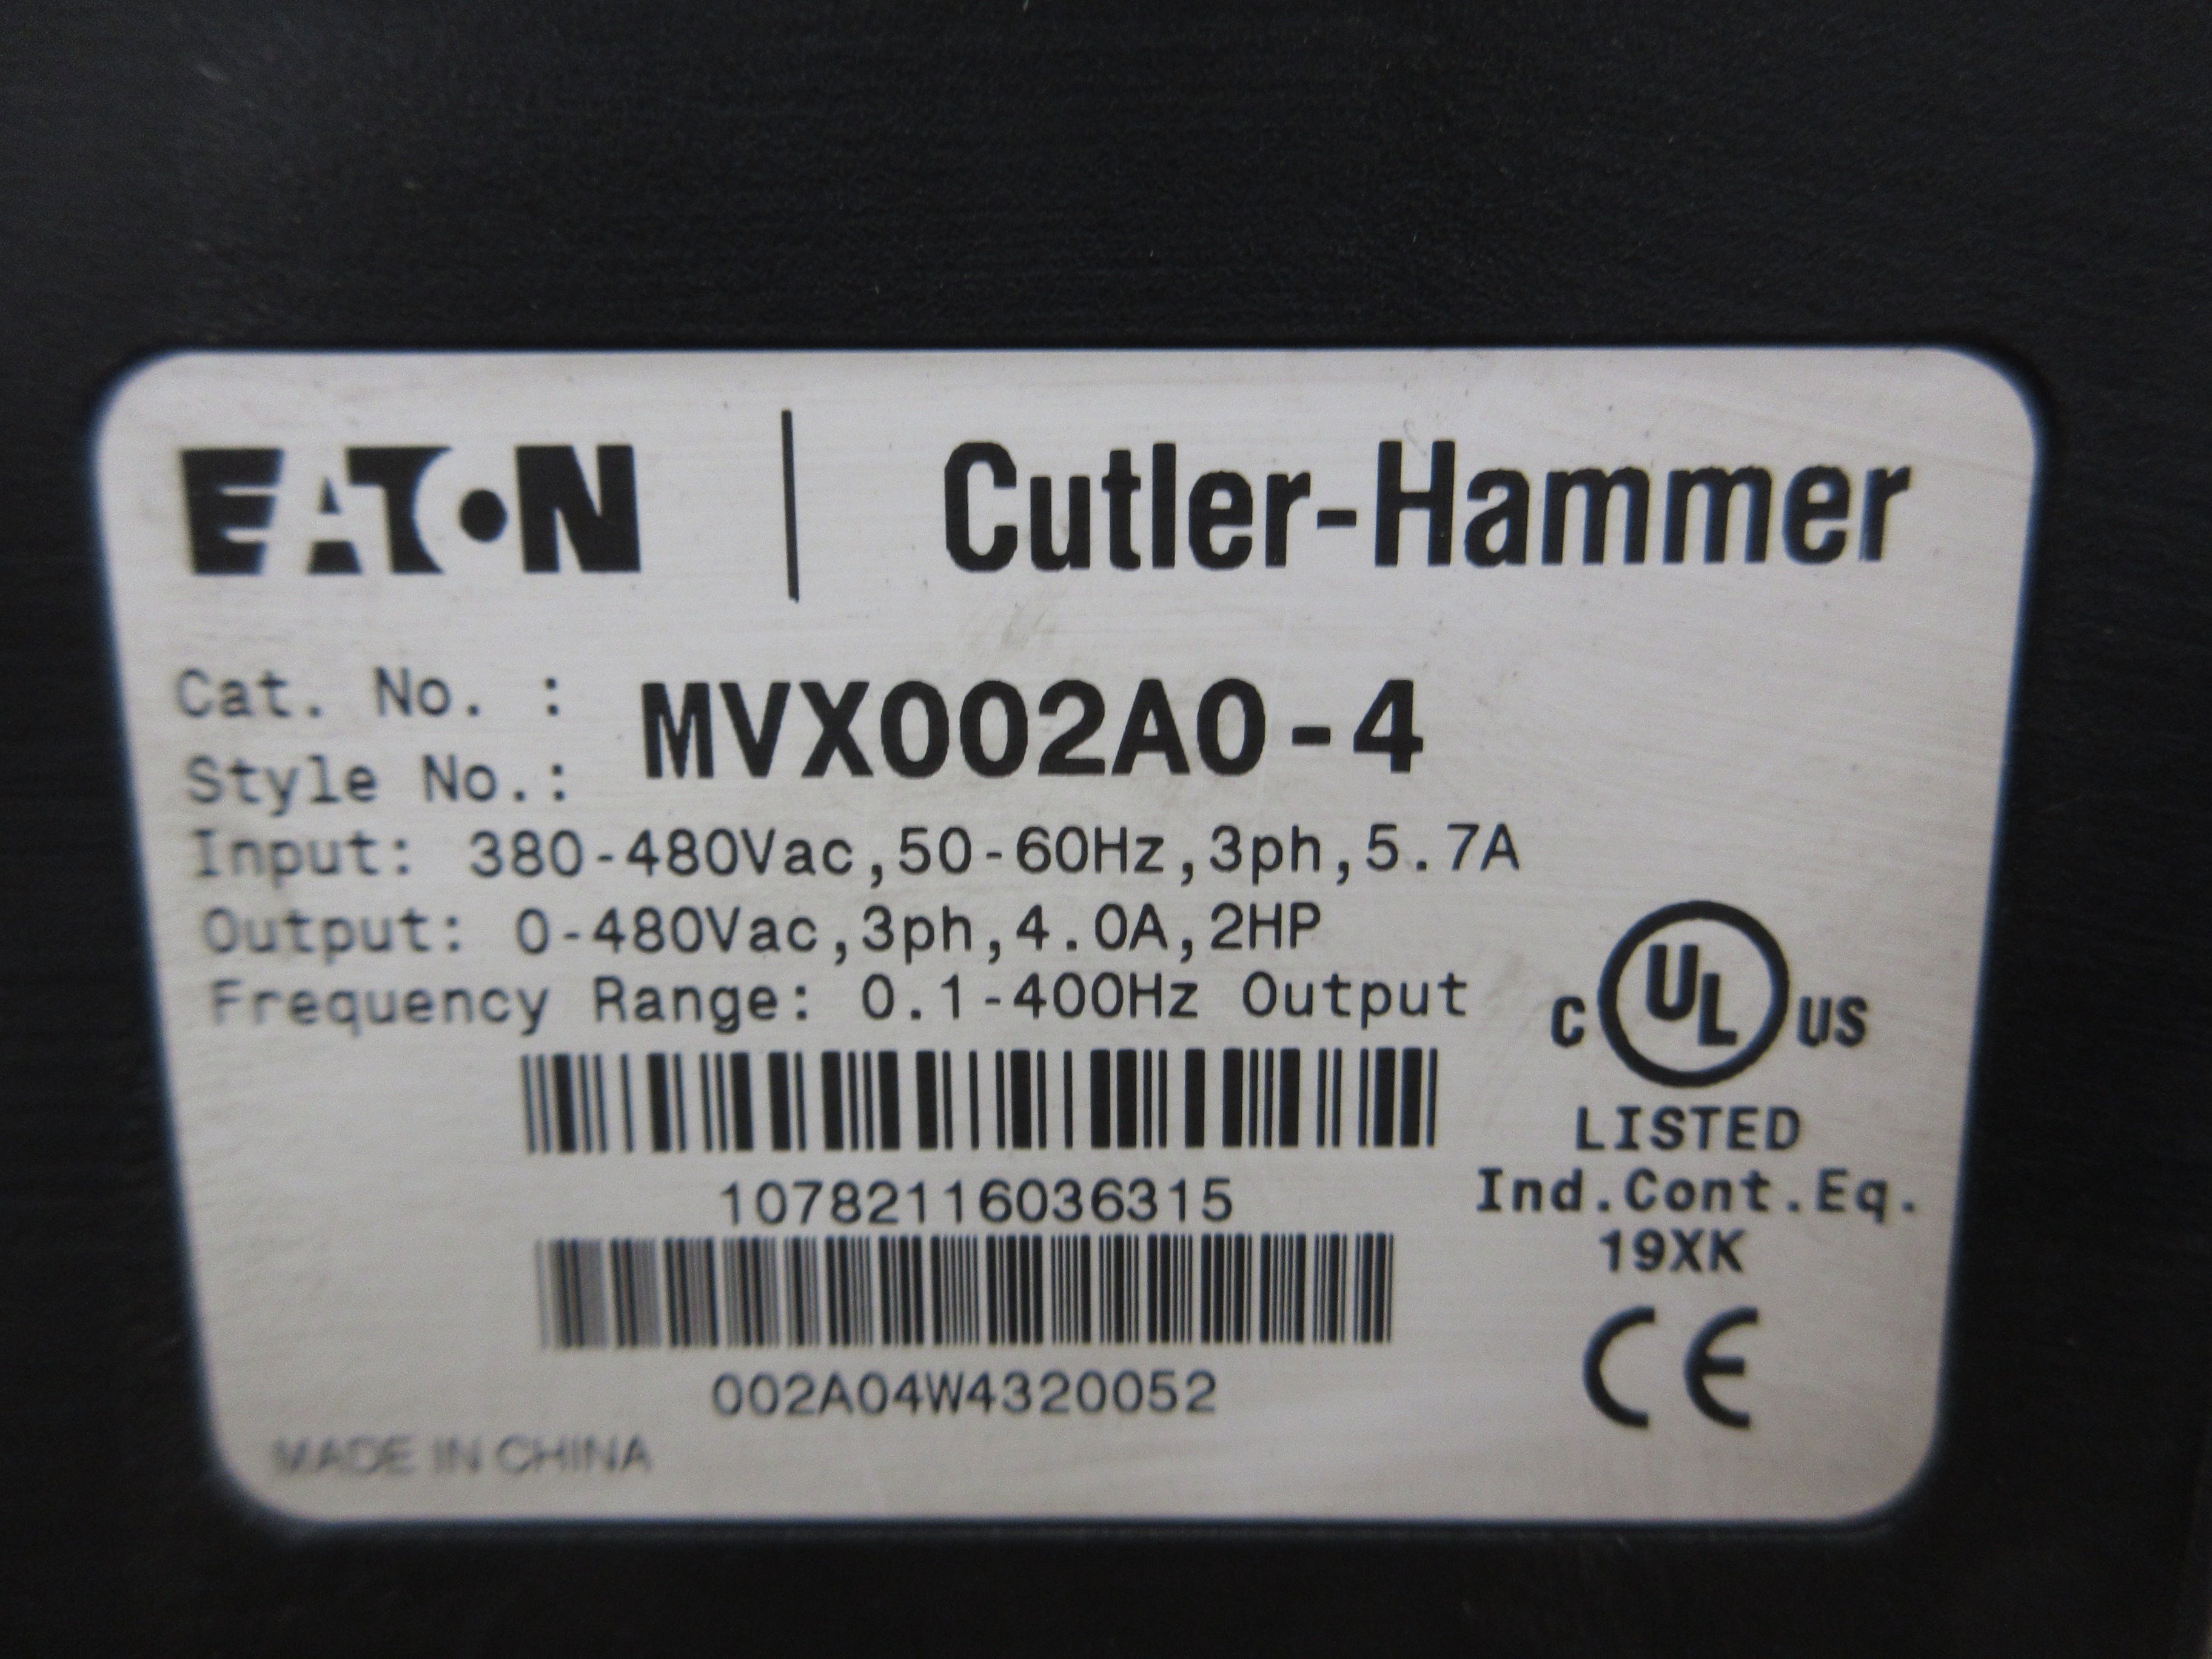 EATON | Cutler-Hammer
Cat. No. : MVX002A0-4
Style No.:
Input: 380-480Vac,50-60Hz,3ph,5.7A
Output: 0-480Vac,3ph,4.0A,2HP
Frequency Range: 0.1-400Hz Output
C UL US
LISTED
Ind.Cont.Eq.
19XK
10782116036315
002A04W4320052
CE
MADE IN CHINA